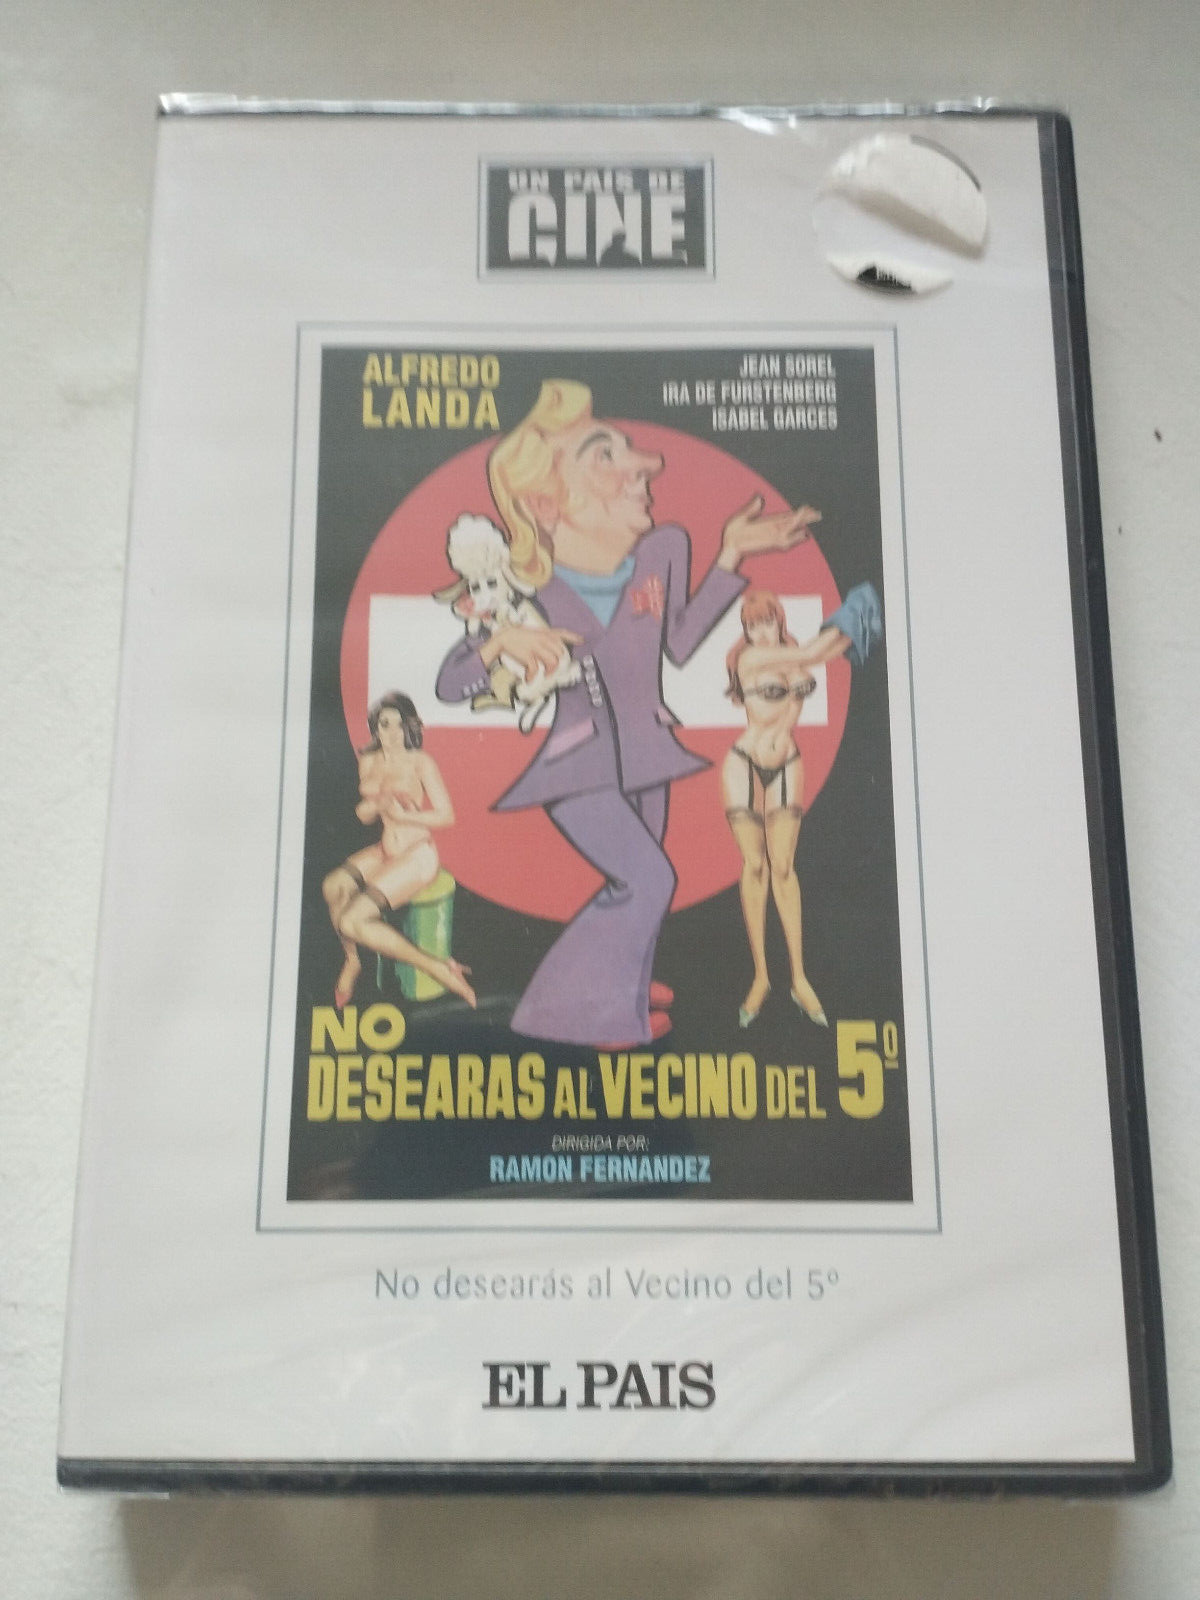 UN PAIS DE
CINE
ALFREDO
LANDA
JEAN SOREL
IRA DE FURSTENBERG
ISABEL GARCES
NO
DESEARAS AL VECINO DEL 5º
DIRIGIDA POR:
RAMON FERNANDEZ
No desearás al Vecino del 5º
EL PAIS